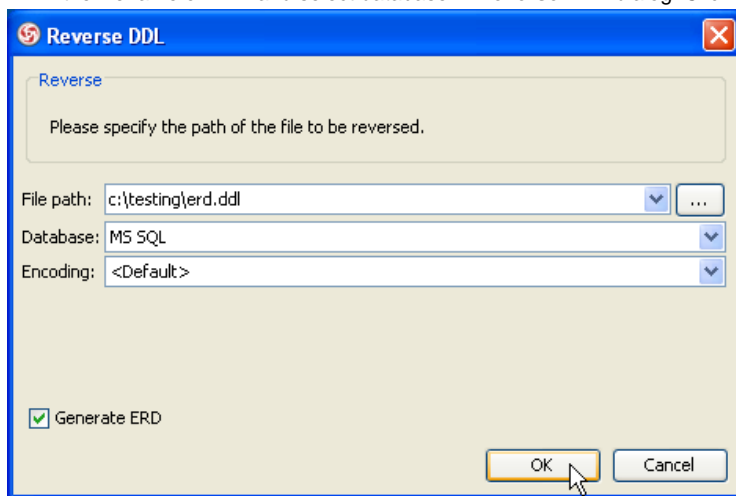 Reverse DDL
Reverse
Please specify the path of the file to be reversed.
File path: c:\testing\erd.ddl ...
Database: MS SQL
Encoding: <Default>
Generate ERD
OK Cancel